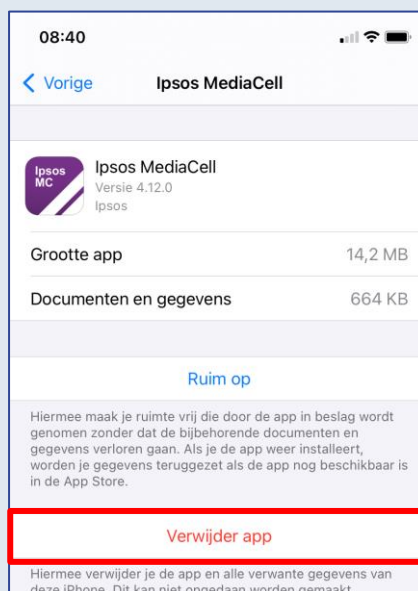 08:40
Vorige Ipsos MediaCell
Ipsos
MC
Ipsos MediaCell
Versie 4.12.0
Ipsos
Grootte app 14,2 MB
Documenten en gegevens 664 KB
Ruim op
Hiermee maak je ruimte vrij die door de app in beslag wordt
genomen zonder dat de bijbehorende documenten en
gegevens verloren gaan. Als je de app weer installeert,
worden je gegevens teruggezet als de app nog beschikbaar is
in de App Store.
Verwijder app
Hiermee verwijder je de app en alle verwante gegevens van
deze iPhone. Dit kan niet ongedaan worden gemaakt.